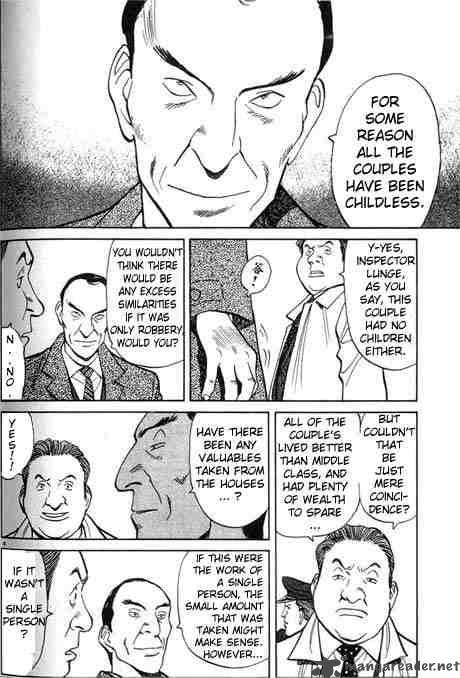 FOR
SOME
REASON
ALL THE
COUPLES
HAVE BEEN
CHILDLESS.
Y-YES,
INSPECTOR
LUNGE,
AS YOU
SAY, THIS
COUPLE
HAD NO
CHILDREN
EITHER.
YOU WOULDN'T
THINK THERE
WOULD BE
ANY EXCESS
SIMILARITIES
IF IT WAS
ONLY ROBBERY
WOULD YOU?
N..NO.
BUT
COULDN'T
THAT
BE
JUST
MERE
COINCI-
DENCE?
ALL OF THE
COUPLE'S
LIVED BETTER
THAN MIDDLE
CLASS, AND
HAD PLENTY
OF WEALTH
TO SPARE
...
HAVE THERE
BEEN ANY
VALUABLES
TAKEN FROM
THE HOUSES
... ?
YES!!
IF THIS WERE
THE WORK OF
A SINGLE
PERSON, THE
SMALL AMOUNT
THAT WAS
TAKEN MIGHT
MAKE SENSE.
HOWEVER...
IF IT
WASN'T
A SINGLE
PERSON?
mangareader.net